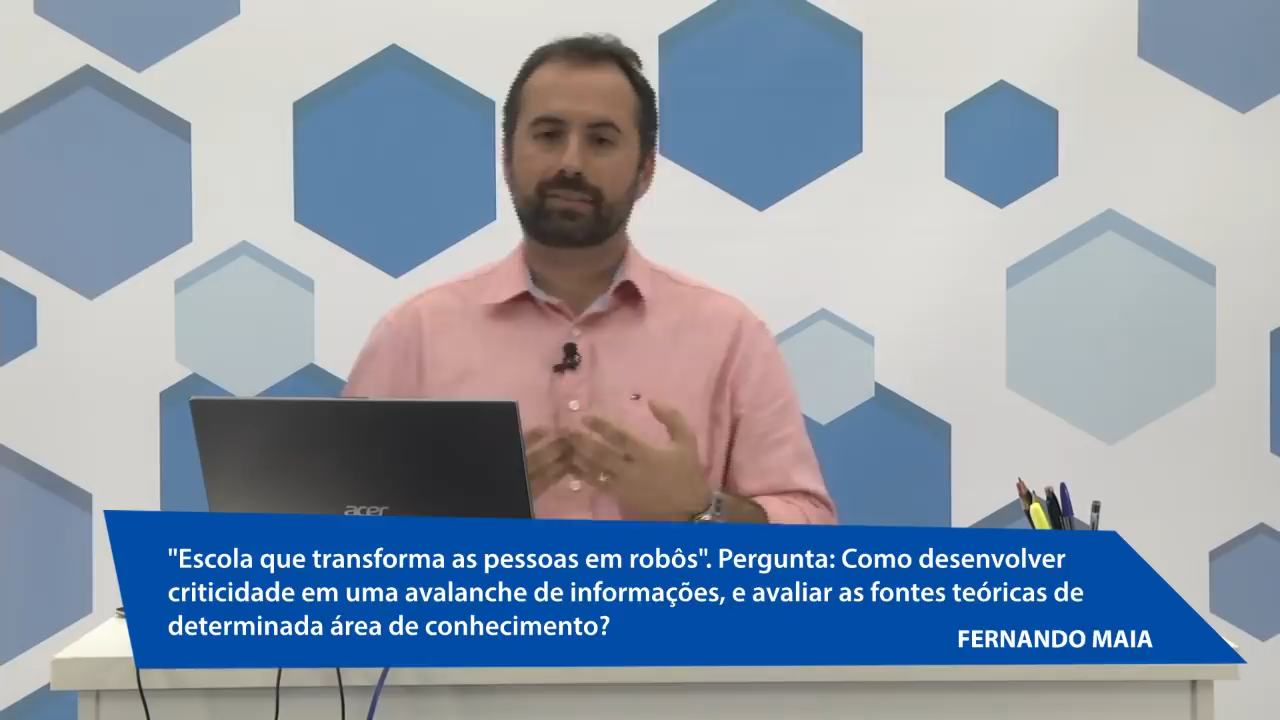 acer
"Escola que transforma as pessoas em robôs". Pergunta: Como desenvolver
criticidade em uma avalanche de informações, e avaliar as fontes teóricas de
determinada área de conhecimento?
FERNANDO MAIA